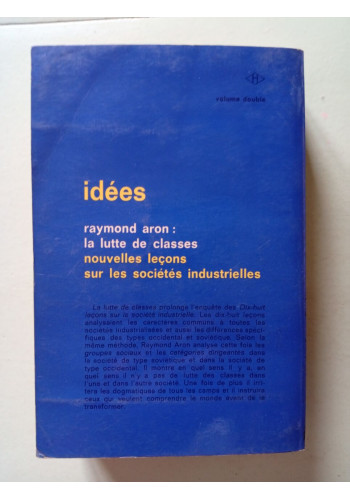 volume double
idées
raymond aron :
la lutte de classes
nouvelles leçons
sur les sociétés industrielles
La lutte de classes prolonge l'enquête des Dix-huit
leçons sur la société industrielle. Les dix-huit leçons
analysaient les caractères communs à toutes les
sociétés industrialisées et aussi les différences spéci-
fiques des types occidental et soviétique. Selon la
même méthode, Raymond Aron analyse cette fois les
groupes sociaux et les catégories dirigeantes dans
la société de type soviétique et dans la société de
type occidental. Il montre en quel sens il y a, en
quel sens il n'y a pas de lutte des classes dans
l'une et dans l'autre société. Une fois de plus il irri-
tera les dogmatiques de tous les camps et il instruira
ceux qui veulent comprendre le monde avant de le
transformer.